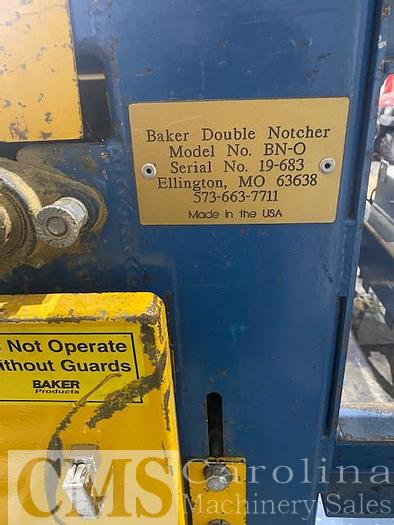 Baker Double Notcher
Model No. BN-O
Serial No. 19-683
Ellington, MO 63638
573-663-7711
Made in the USA
Not Operate
ithout Guards
BAKER
Products
CMS Carolina
Machinery Sales